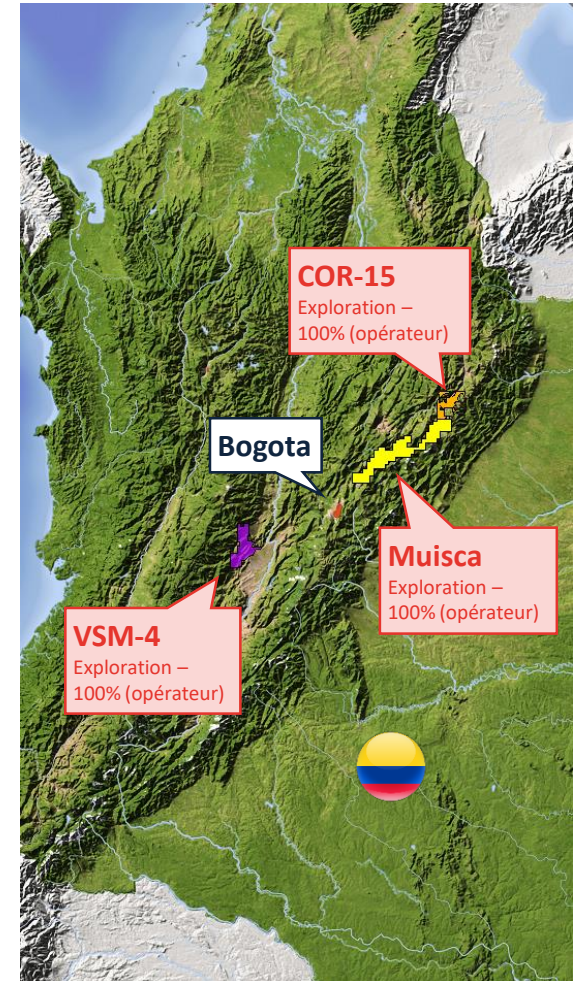 COR-15
Exploration –
100% (opérateur)
Bogota
Muisca
Exploration –
100% (opérateur)
VSM-4
Exploration –
100% (opérateur)